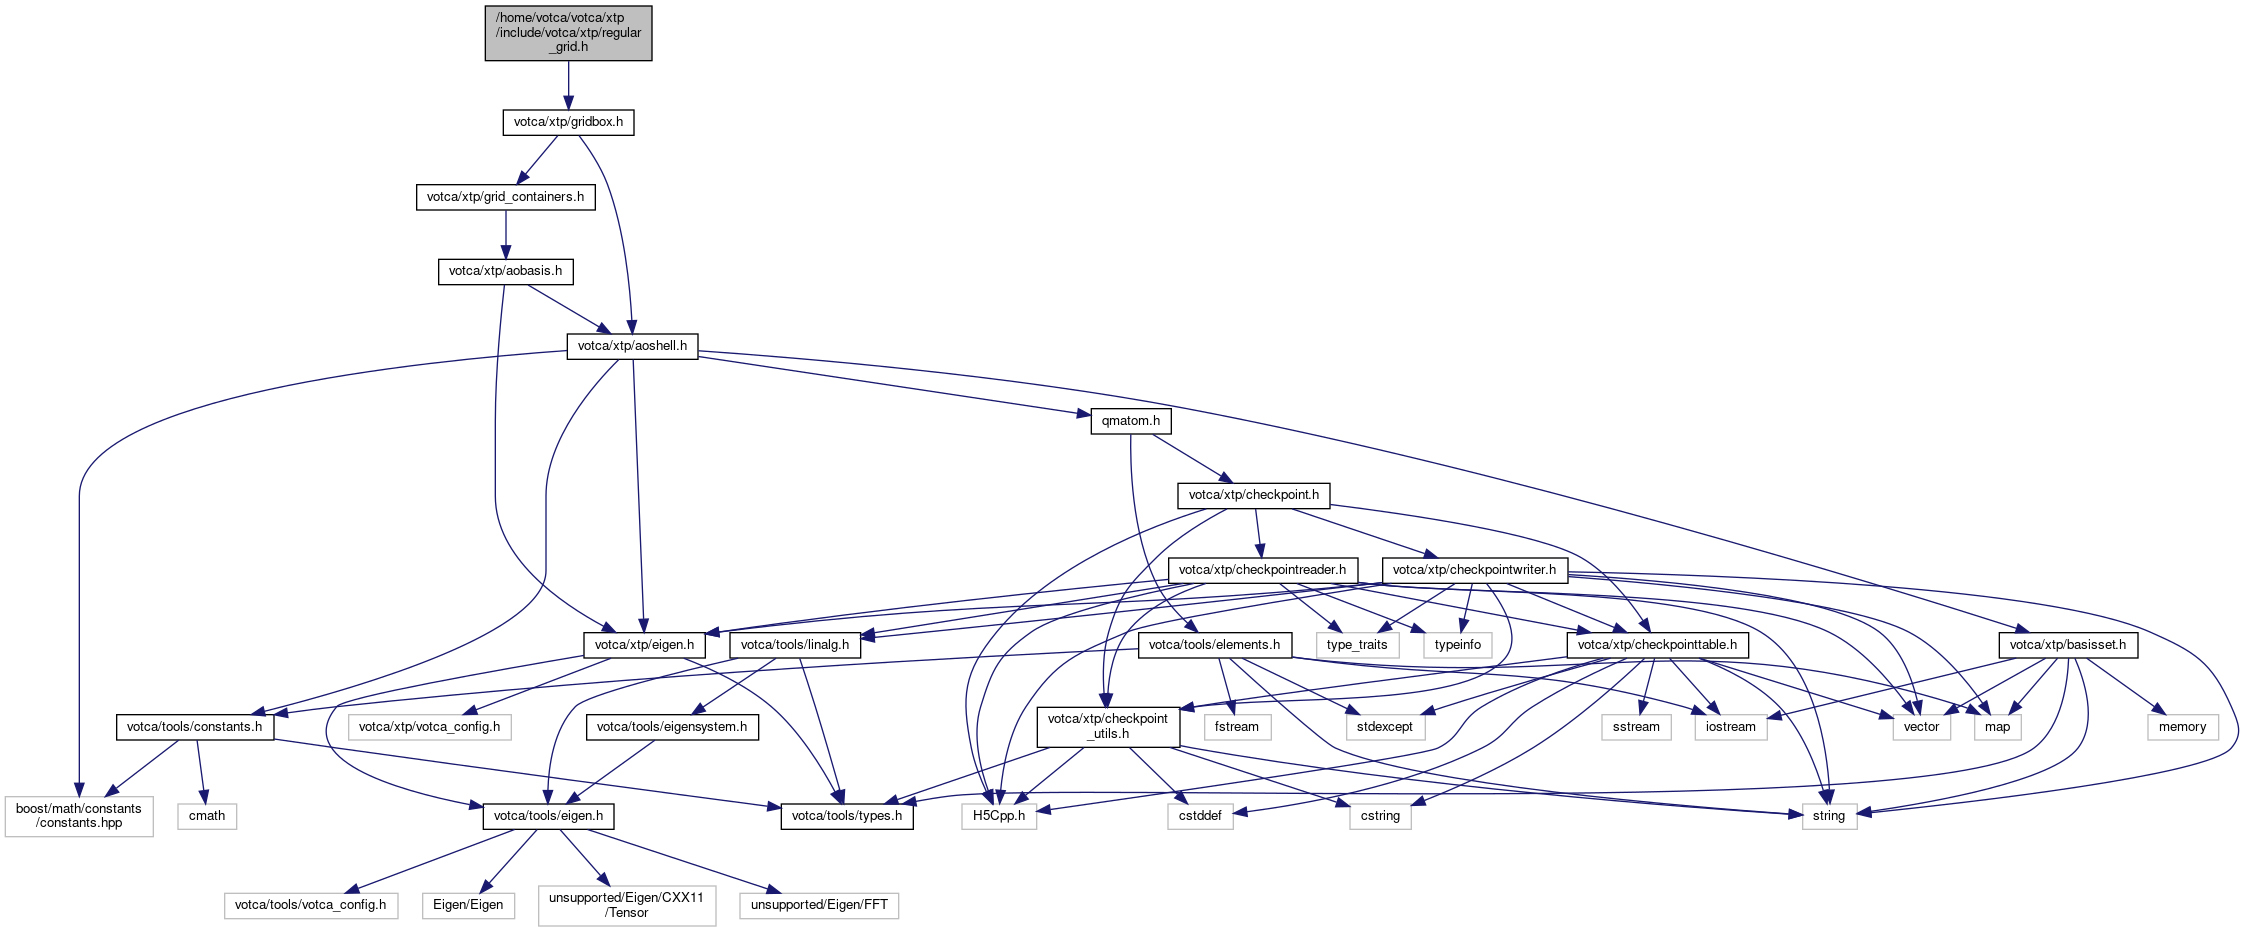 /home/votca/votca/xtp
/include/votca/xtp/regular
_grid.h
votca/xtp/gridbox.h
votca/xtp/grid_containers.h
votca/xtp/aobasis.h
votca/xtp/aoshell.h
qmatom.h
votca/xtp/checkpoint.h
votca/xtp/checkpointreader.h
votca/xtp/checkpointwriter.h
votca/xtp/eigen.h
votca/tools/linalg.h
votca/tools/elements.h
type_traits
typeinfo
votca/xtp/checkpointtable.h
votca/xtp/basisset.h
votca/tools/constants.h
votca/xtp/votca_config.h
votca/tools/eigensystem.h
votca/xtp/checkpoint
_utils.h
fstream
stdexcept
sstream
iostream
vector
map
memory
boost/math/constants
/constants.hpp
cmath
votca/tools/eigen.h
votca/tools/types.h
H5Cpp.h
cstddef
cstring
string
votca/tools/votca_config.h
Eigen/Eigen
unsupported/Eigen/CXX11
/Tensor
unsupported/Eigen/FFT